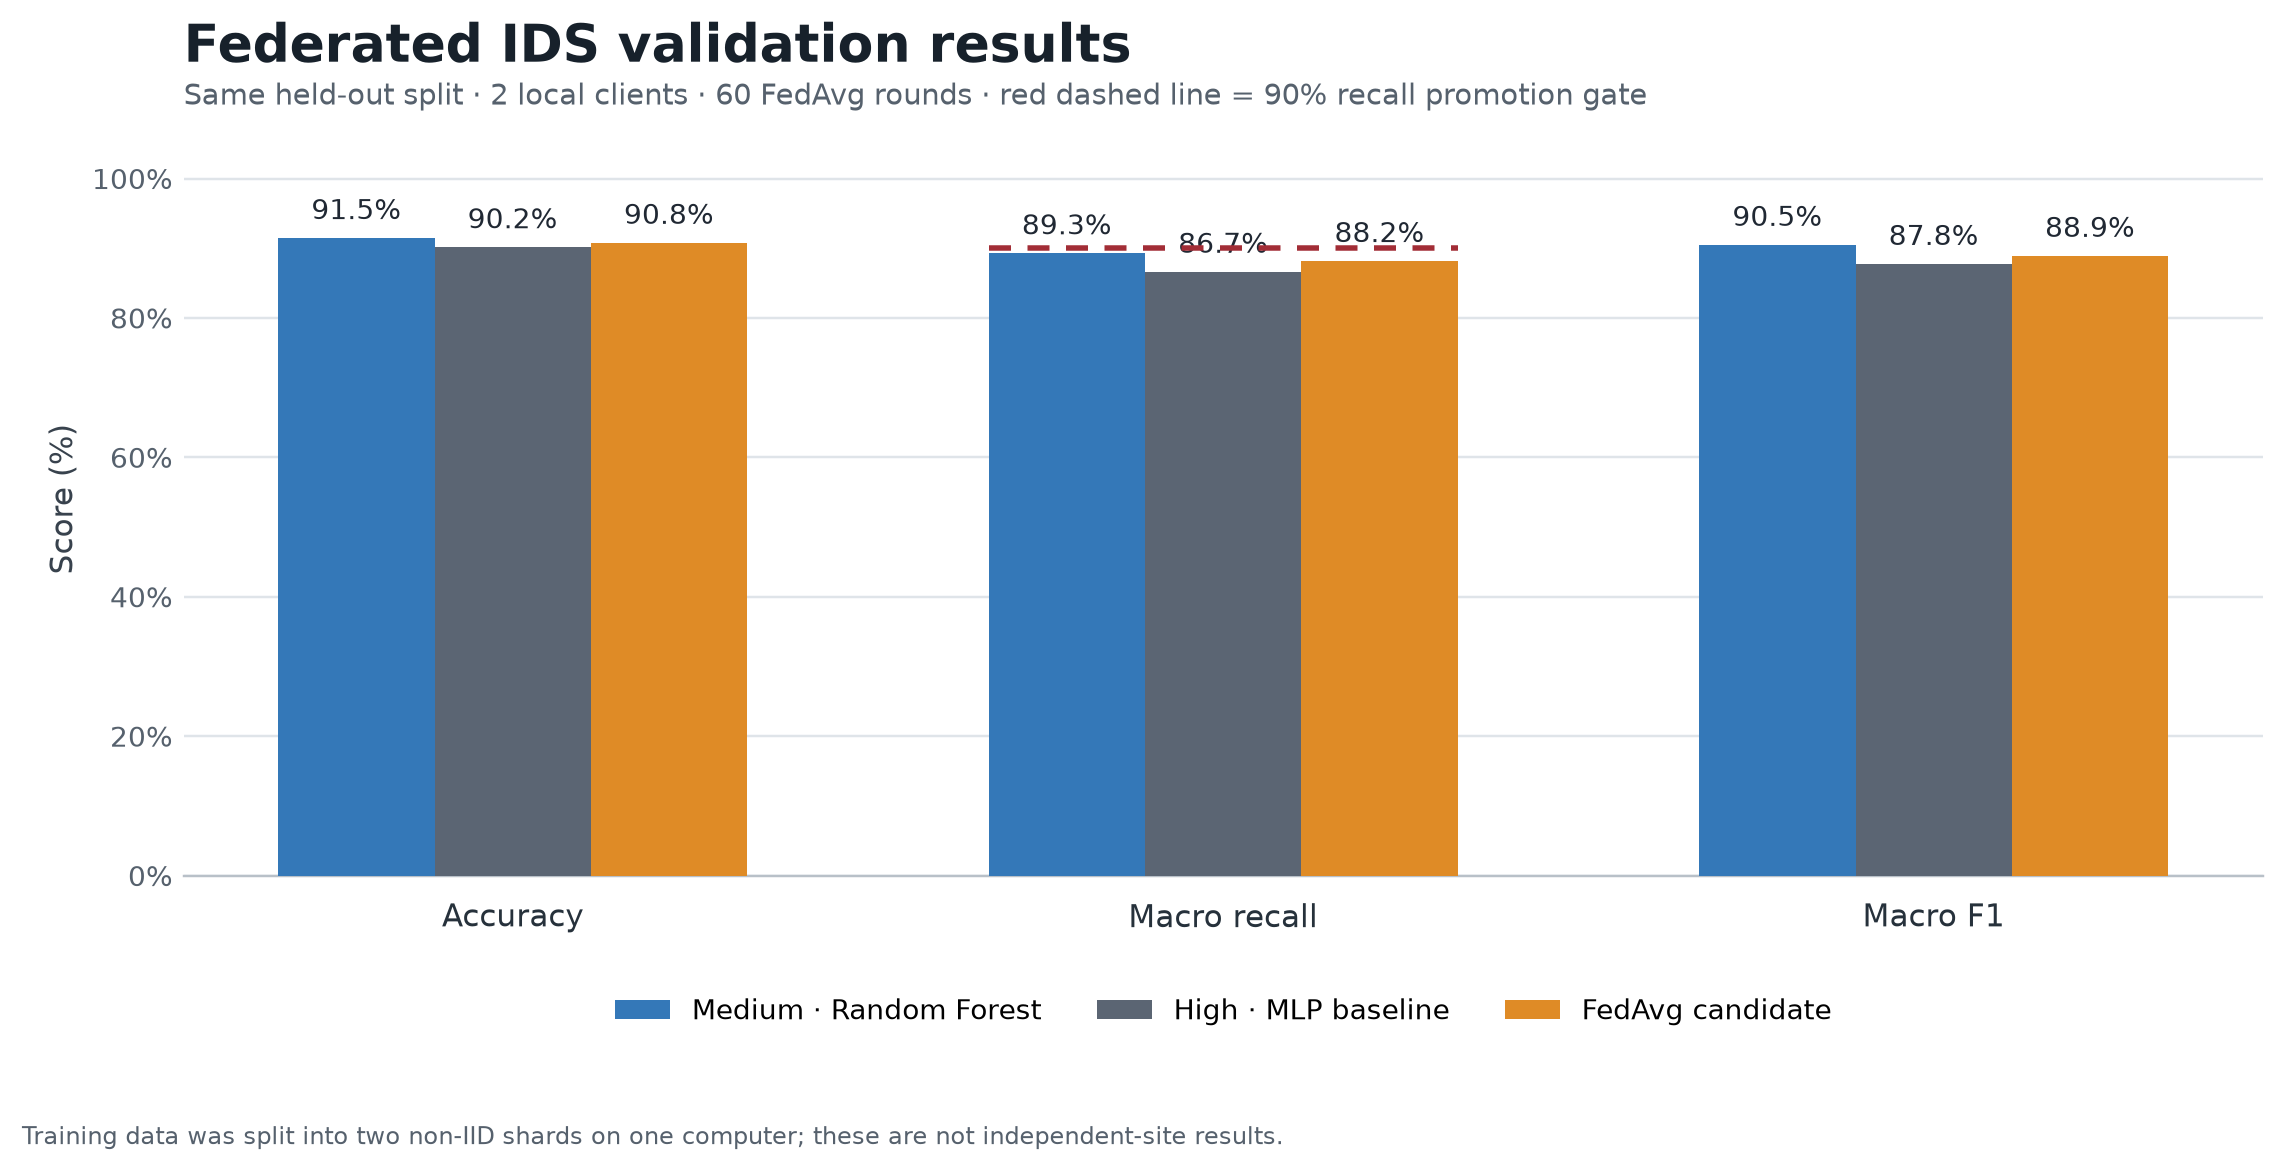 Federated IDS validation results
Same held-out split · 2 local clients · 60 FedAvg rounds · red dashed line = 90% recall promotion gate
Score (%)
100%
80%
60%
40%
20%
0%
91.5%
90.2%
90.8%
89.3%
86.7%
88.2%
90.5%
87.8%
88.9%
Accuracy
Macro recall
Macro F1
Medium · Random Forest
High · MLP baseline
FedAvg candidate
Training data was split into two non-IID shards on one computer; these are not independent-site results.